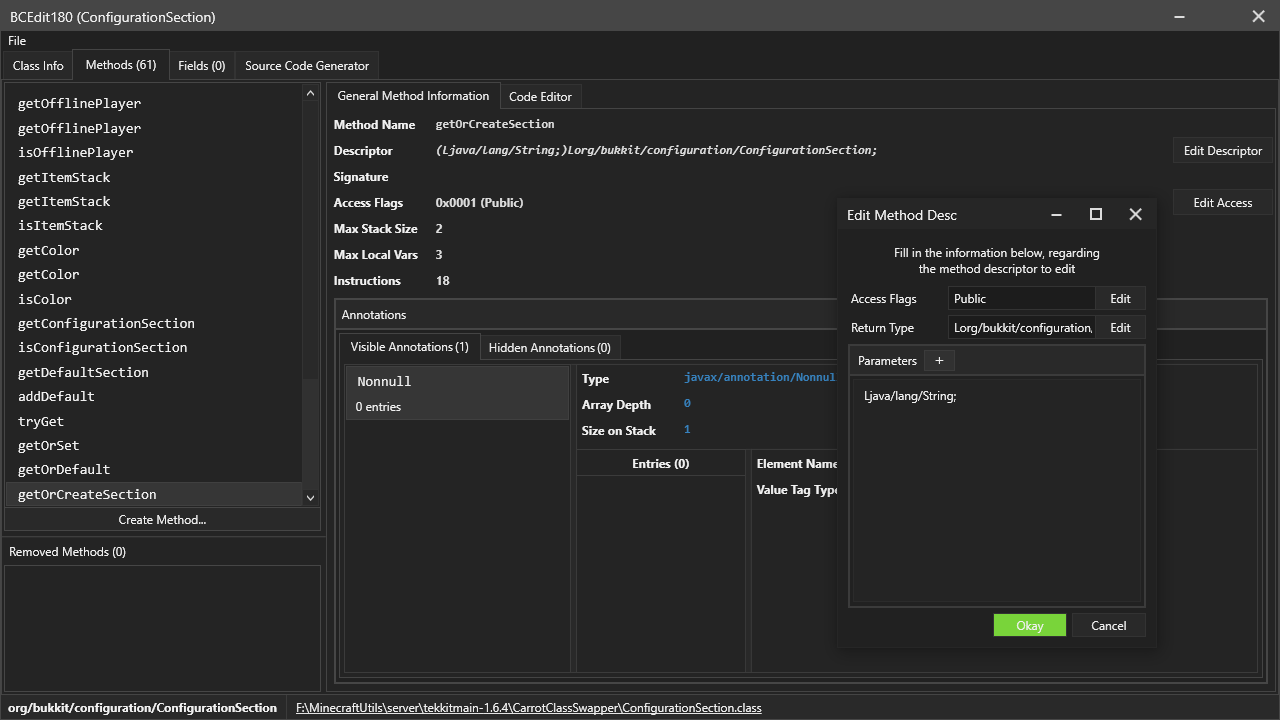 BCEdit180 (ConfigurationSection)
File
Class Info
Methods (61)
Fields (0)
Source Code Generator
getOfflinePlayer
getOfflinePlayer
isOfflinePlayer
getItemStack
getItemStack
isItemStack
getColor
getColor
isColor
getConfigurationSection
isConfigurationSection
getDefaultSection
addDefault
tryGet
getOrSet
getOrDefault
getOrCreateSection
Create Method...
Removed Methods (0)
General Method Information
Code Editor
Method Name getOrCreateSection
Descriptor (Ljava/lang/String;)Lorg/bukkit/configuration/ConfigurationSection;
Edit Descriptor
Signature
Access Flags 0x0001 (Public)
Edit Access
Max Stack Size 2
Max Local Vars 3
Instructions 18
Annotations
Visible Annotations (1)
Hidden Annotations (0)
Nonnull
0 entries
Type javax/annotation/Nonnul
Array Depth 0
Size on Stack 1
Entries (0)
Element Name
Value Tag Type
Edit Method Desc
Fill in the information below, regarding
the method descriptor to edit
Access Flags Public Edit
Return Type Lorg/bukkit/configuration, Edit
Parameters +
Ljava/lang/String;
Okay
Cancel
org/bukkit/configuration/ConfigurationSection
F:\MinecraftUtils\server\tekkitmain-1.6.4\CarrotClassSwapper\ConfigurationSection.class